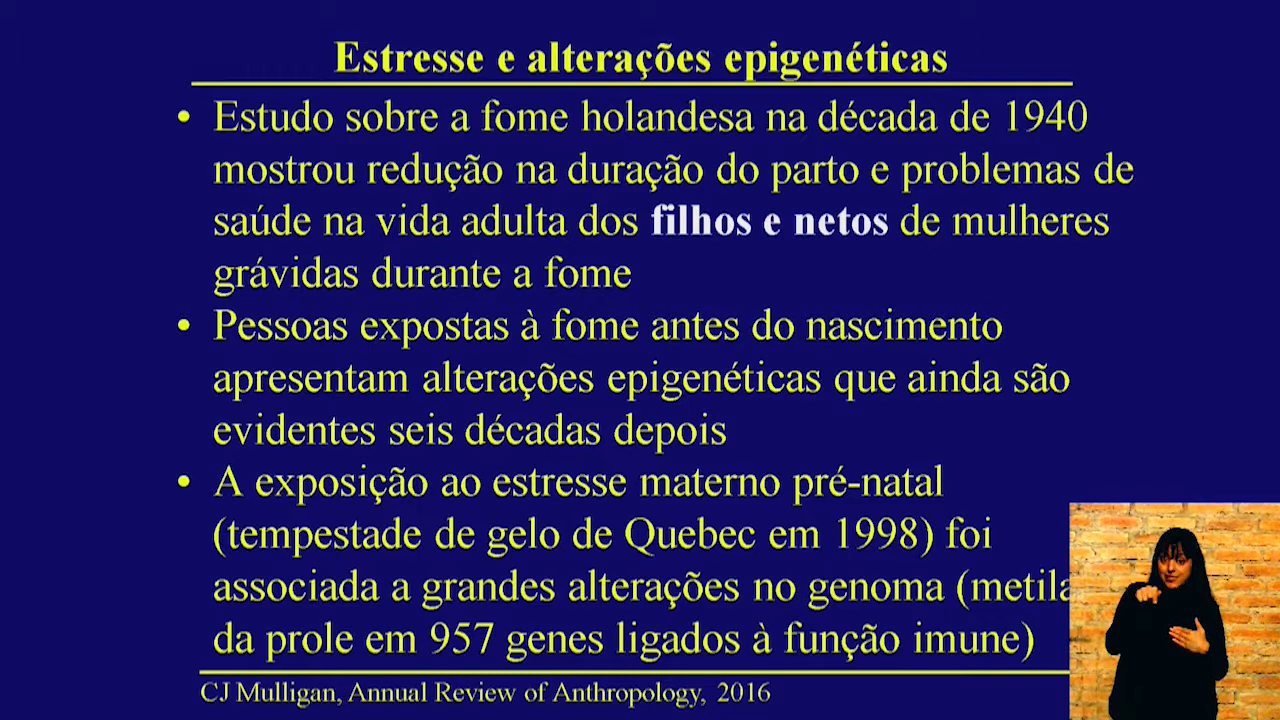 Estresse e alterações epigenéticas
• Estudo sobre a fome holandesa na década de 1940
mostrou redução na duração do parto e problemas de
saúde na vida adulta dos filhos e netos de mulheres
grávidas durante a fome
• Pessoas expostas à fome antes do nascimento
apresentam alterações epigenéticas que ainda são
evidentes seis décadas depois
• A exposição ao estresse materno pré-natal
(tempestade de gelo de Quebec em 1998) foi
associada a grandes alterações no genoma
da prole em 957 genes ligados à função imune)
CJ Mulligan, Annual Review of Anthropology, 2016